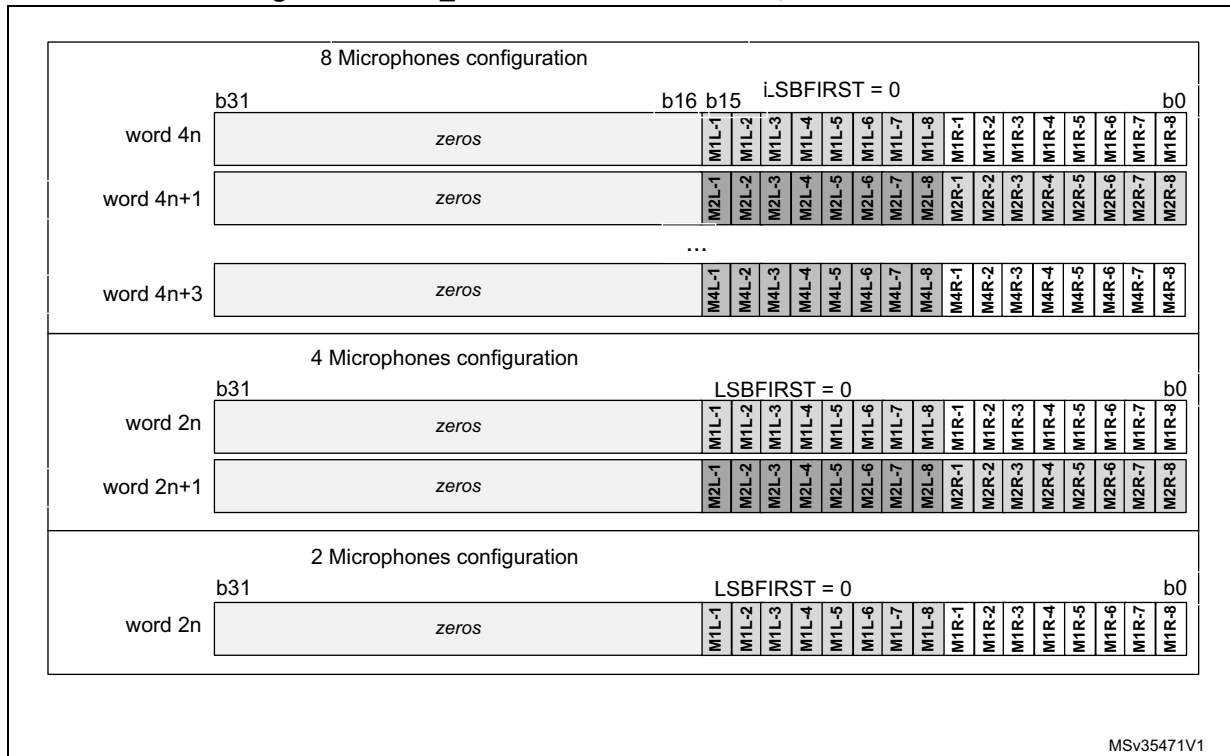 8 Microphones configuration
LSBFIRST = 0
b31 b16 b15 b0
word 4n zeros M1L-1 M1L-2 M1L-3 M1L-4 M1L-5 M1L-6 M1L-7 M1L-8 M1R-1 M1R-2 M1R-3 M1R-4 M1R-5 M1R-6 M1R-7 M1R-8
word 4n+1 zeros M2L-1 M2L-2 M2L-3 M2L-4 M2L-5 M2L-6 M2L-7 M2L-8 M2R-1 M2R-2 M2R-3 M2R-4 M2R-5 M2R-6 M2R-7 M2R-8
...
word 4n+3 zeros M4L-1 M4L-2 M4L-3 M4L-4 M4L-5 M4L-6 M4L-7 M4L-8 M4R-1 M4R-2 M4R-3 M4R-4 M4R-5 M4R-6 M4R-7 M4R-8
4 Microphones configuration
b31 LSBFIRST = 0 b0
word 2n zeros M1L-1 M1L-2 M1L-3 M1L-4 M1L-5 M1L-6 M1L-7 M1L-8 M1R-1 M1R-2 M1R-3 M1R-4 M1R-5 M1R-6 M1R-7 M1R-8
word 2n+1 zeros M2L-1 M2L-2 M2L-3 M2L-4 M2L-5 M2L-6 M2L-7 M2L-8 M2R-1 M2R-2 M2R-3 M2R-4 M2R-5 M2R-6 M2R-7 M2R-8
2 Microphones configuration
b31 LSBFIRST = 0 b0
word 2n zeros M1L-1 M1L-2 M1L-3 M1L-4 M1L-5 M1L-6 M1L-7 M1L-8 M1R-1 M1R-2 M1R-3 M1R-4 M1R-5 M1R-6 M1R-7 M1R-8
MSv35471V1